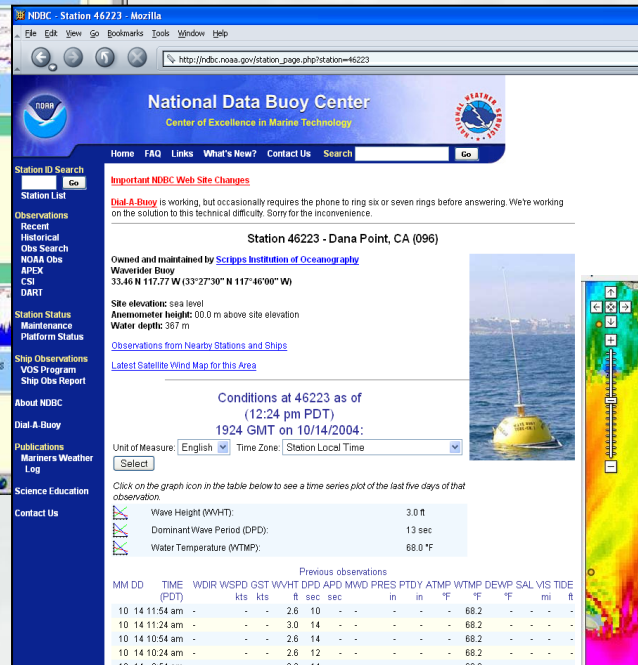 NDBC - Station 46223 - Mozilla
File Edit View Go Bookmarks Tools Window Help
http://ndbc.noaa.gov/station_page.php?station=46223
NOAA
National Data Buoy Center
Center of Excellence in Marine Technology
NATIONAL WEATHER SERVICE
Home FAQ Links What's New? Contact Us Search Go
Station ID Search
Go
Station List
Observations
Recent
Historical
Obs Search
NOAA Obs
APEX
CSI
DART
Station Status
Maintenance
Platform Status
Ship Observations
VOS Program
Ship Obs Report
About NDBC
Dial-A-Buoy
Publications
Mariners Weather
Log
Science Education
Contact Us
Important NDBC Web Site Changes
Dial-A-Buoy is working, but occasionally requires the phone to ring six or seven rings before answering. We're working
on the solution to this technical difficulty. Sorry for the inconvenience.
Station 46223 - Dana Point, CA (096)
Owned and maintained by Scripps Institution of Oceanography
Waverider Buoy
33.46 N 117.77 W (33°27'30" N 117°46'00" W)
Site elevation: sea level
Anemometer height: 00.0 m above site elevation
Water depth: 367 m
Observations from Nearby Stations and Ships
Latest Satellite Wind Map for this Area
Conditions at 46223 as of
(12:24 pm PDT)
1924 GMT on 10/14/2004:
Unit of Measure: English Time Zone: Station Local Time
Select
Click on the graph icon in the table below to see a time series plot of the last five days of that
observation.
Wave Height (WVHT): 3.0 ft
Dominant Wave Period (DPD): 13 sec
Water Temperature (WTMP): 68.0 °F
Previous observations
MM DD TIME WDIR WSPD GST WVHT DPD APD MWD PRES PTDY ATMP WTMP DEWP SAL VIS TIDE
(PDT) kts kts ft sec sec in in °F °F °F mi ft
10 14 11:54 am - - - 2.6 10 - - - - - 68.2 - - - -
10 14 11:24 am - - - 3.0 14 - - - - - 68.2 - - - -
10 14 10:54 am - - - 2.6 14 - - - - - 68.2 - - - -
10 14 10:24 am - - - 2.6 12 - - - - - 68.2 - - - -